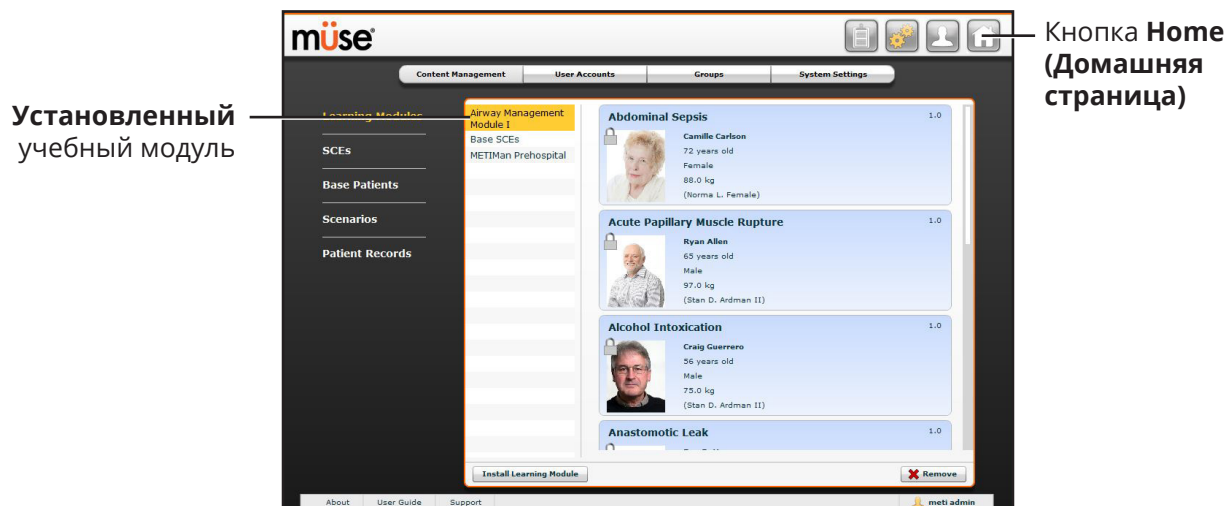 müse
Кнопка Home
(Домашняя
страница)
Content Management
User Accounts
Groups
System Settings
Установленный
учебный модуль
Learning Modules
SCEs
Base Patients
Scenarios
Patient Records
Airway Management
Module I
Base SCEs
METIMan Prehospital
Abdominal Sepsis 1.0
Camille Carlson
72 years old
Female
88.0 kg
(Norma L. Female)
Acute Papillary Muscle Rupture 1.0
Ryan Allen
65 years old
Male
97.0 kg
(Stan D. Ardman II)
Alcohol Intoxication 1.0
Craig Guerrero
56 years old
Male
75.0 kg
(Stan D. Ardman II)
Anastomotic Leak 1.0
Install Learning Module
Remove
About
User Guide
Support
meti admin